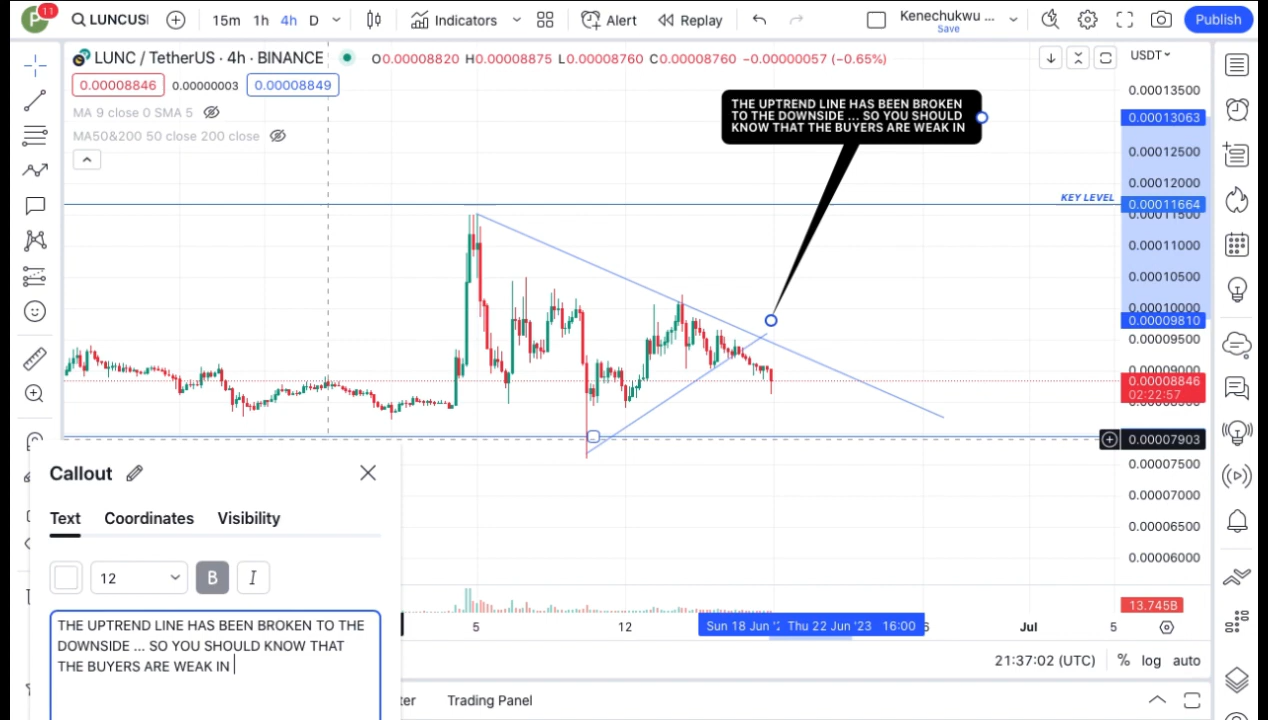 P 11 LUNCUS 15m 1h 4h D Indicators Alert Replay Kenechukwu ... Save Publish
LUNC / TetherUS · 4h · BINANCE O0.00008820 H0.00008875 L0.00008760 C0.00008760 −0.00000057 (−0.65%) USDT
0.00008846 0.00000003 0.00008849
MA 9 close 0 SMA 5
MA50&200 50 close 200 close
THE UPTREND LINE HAS BEEN BROKEN
TO THE DOWNSIDE ... SO YOU SHOULD
KNOW THAT THE BUYERS ARE WEAK IN
KEY LEVEL
0.00013500
0.00013063
0.00012500
0.00012000
0.00011664
0.00011500
0.00011000
0.00010500
0.00010000
0.00009810
0.00009500
0.00009000
0.00008846
02:22:57
0.00007903
0.00007500
0.00007000
0.00006500
0.00006000
13.745B
5 12 Sun 18 Jun '2 Thu 22 Jun '23 16:00 6 Jul 5
21:37:02 (UTC) % log auto
ter Trading Panel
Callout
Text Coordinates Visibility
12 B I
THE UPTREND LINE HAS BEEN BROKEN TO THE
DOWNSIDE ... SO YOU SHOULD KNOW THAT
THE BUYERS ARE WEAK IN